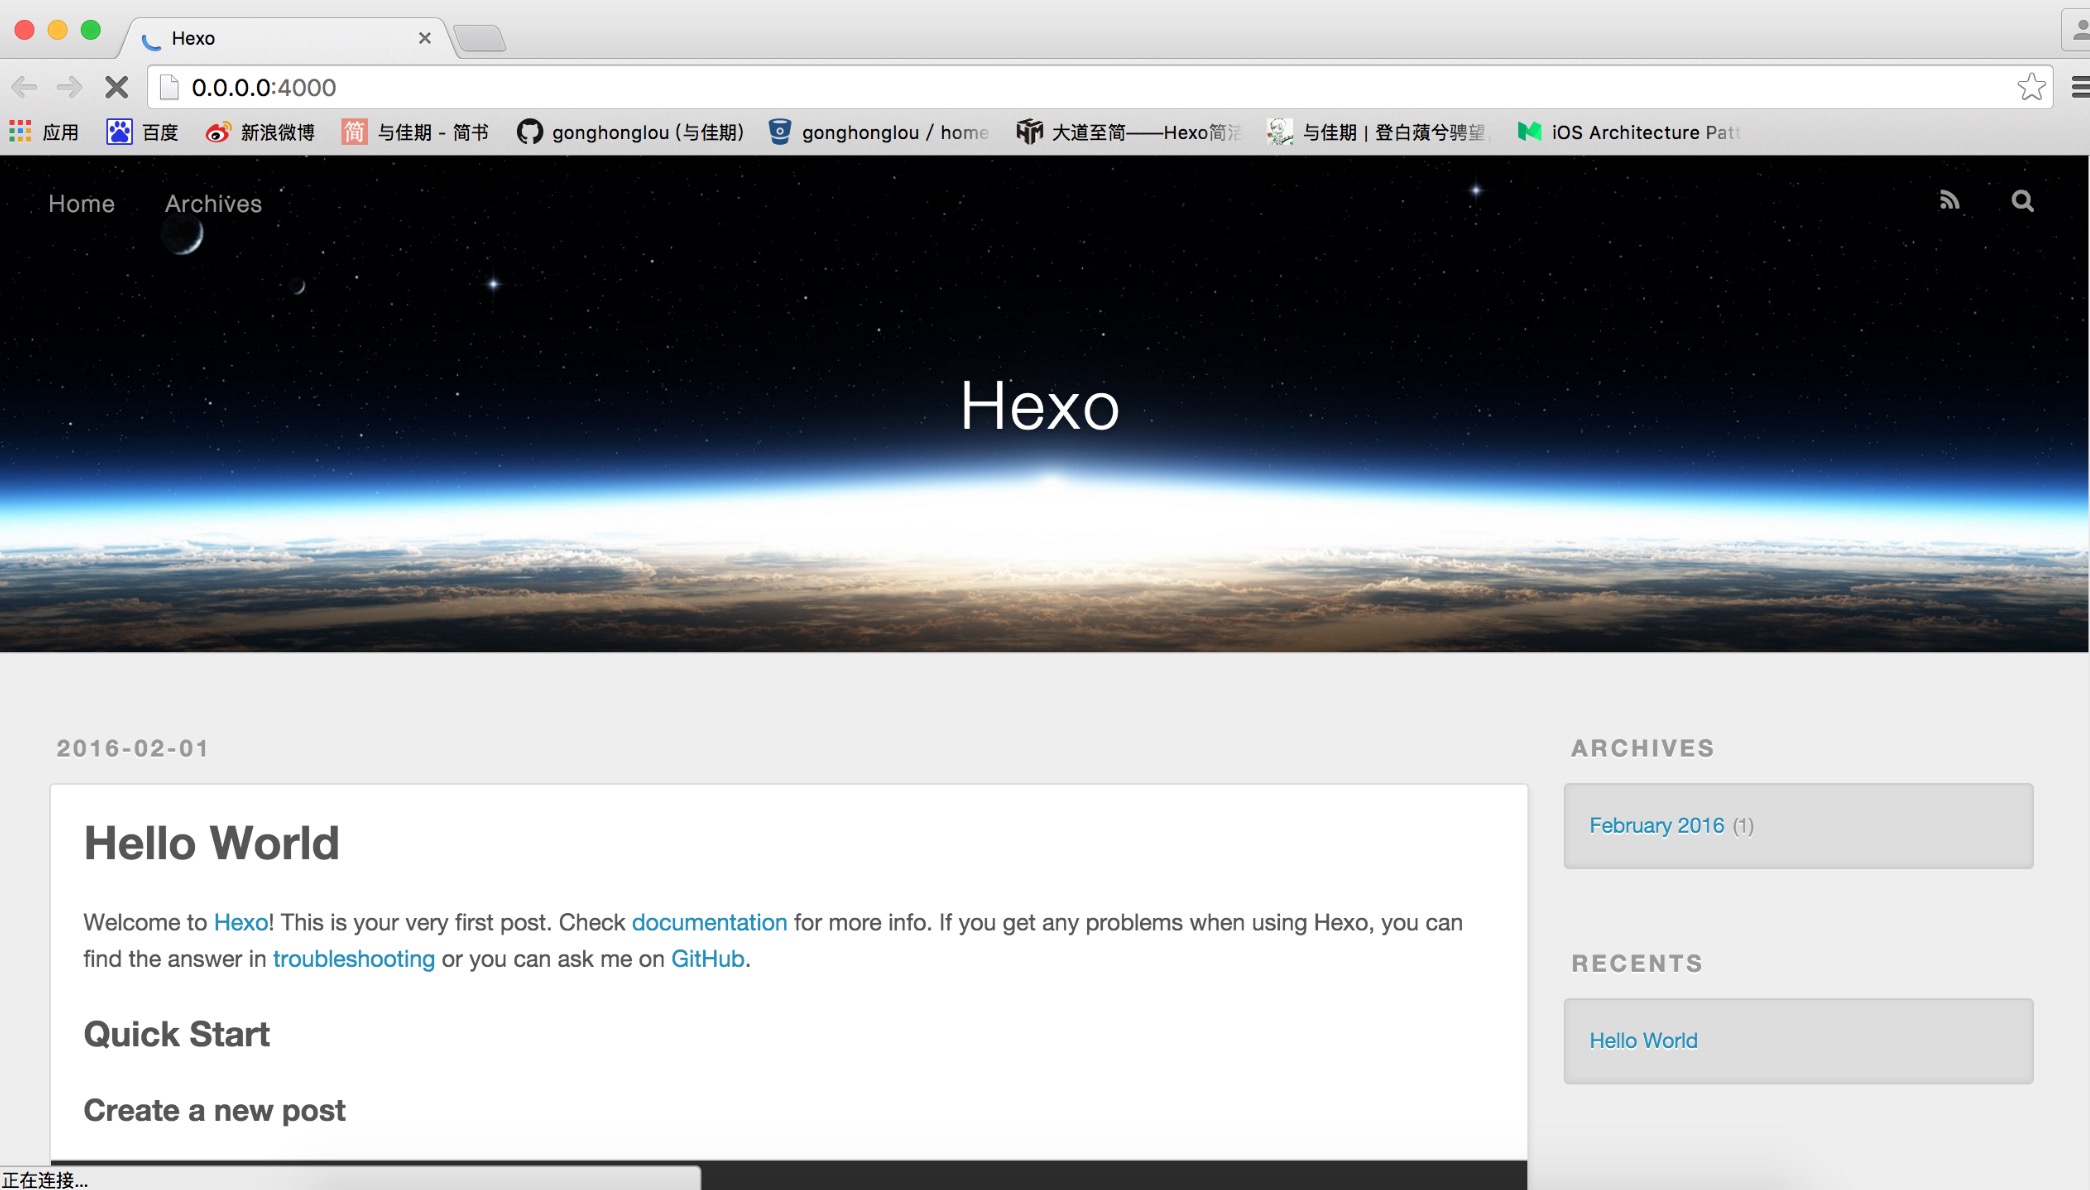 Hexo
0.0.0.0:4000
应用 百度 新浪微博 简 与佳期 - 简书 gonghonglou (与佳期) gonghonglou / home 大道至简——Hexo简洁 与佳期 | 登白薠兮骋望, iOS Architecture Patt
Home Archives
Hexo
2016-02-01
Hello World
Welcome to Hexo! This is your very first post. Check documentation for more info. If you get any problems when using Hexo, you can
find the answer in troubleshooting or you can ask me on GitHub.
Quick Start
Create a new post
ARCHIVES
February 2016 (1)
RECENTS
Hello World
正在连接...